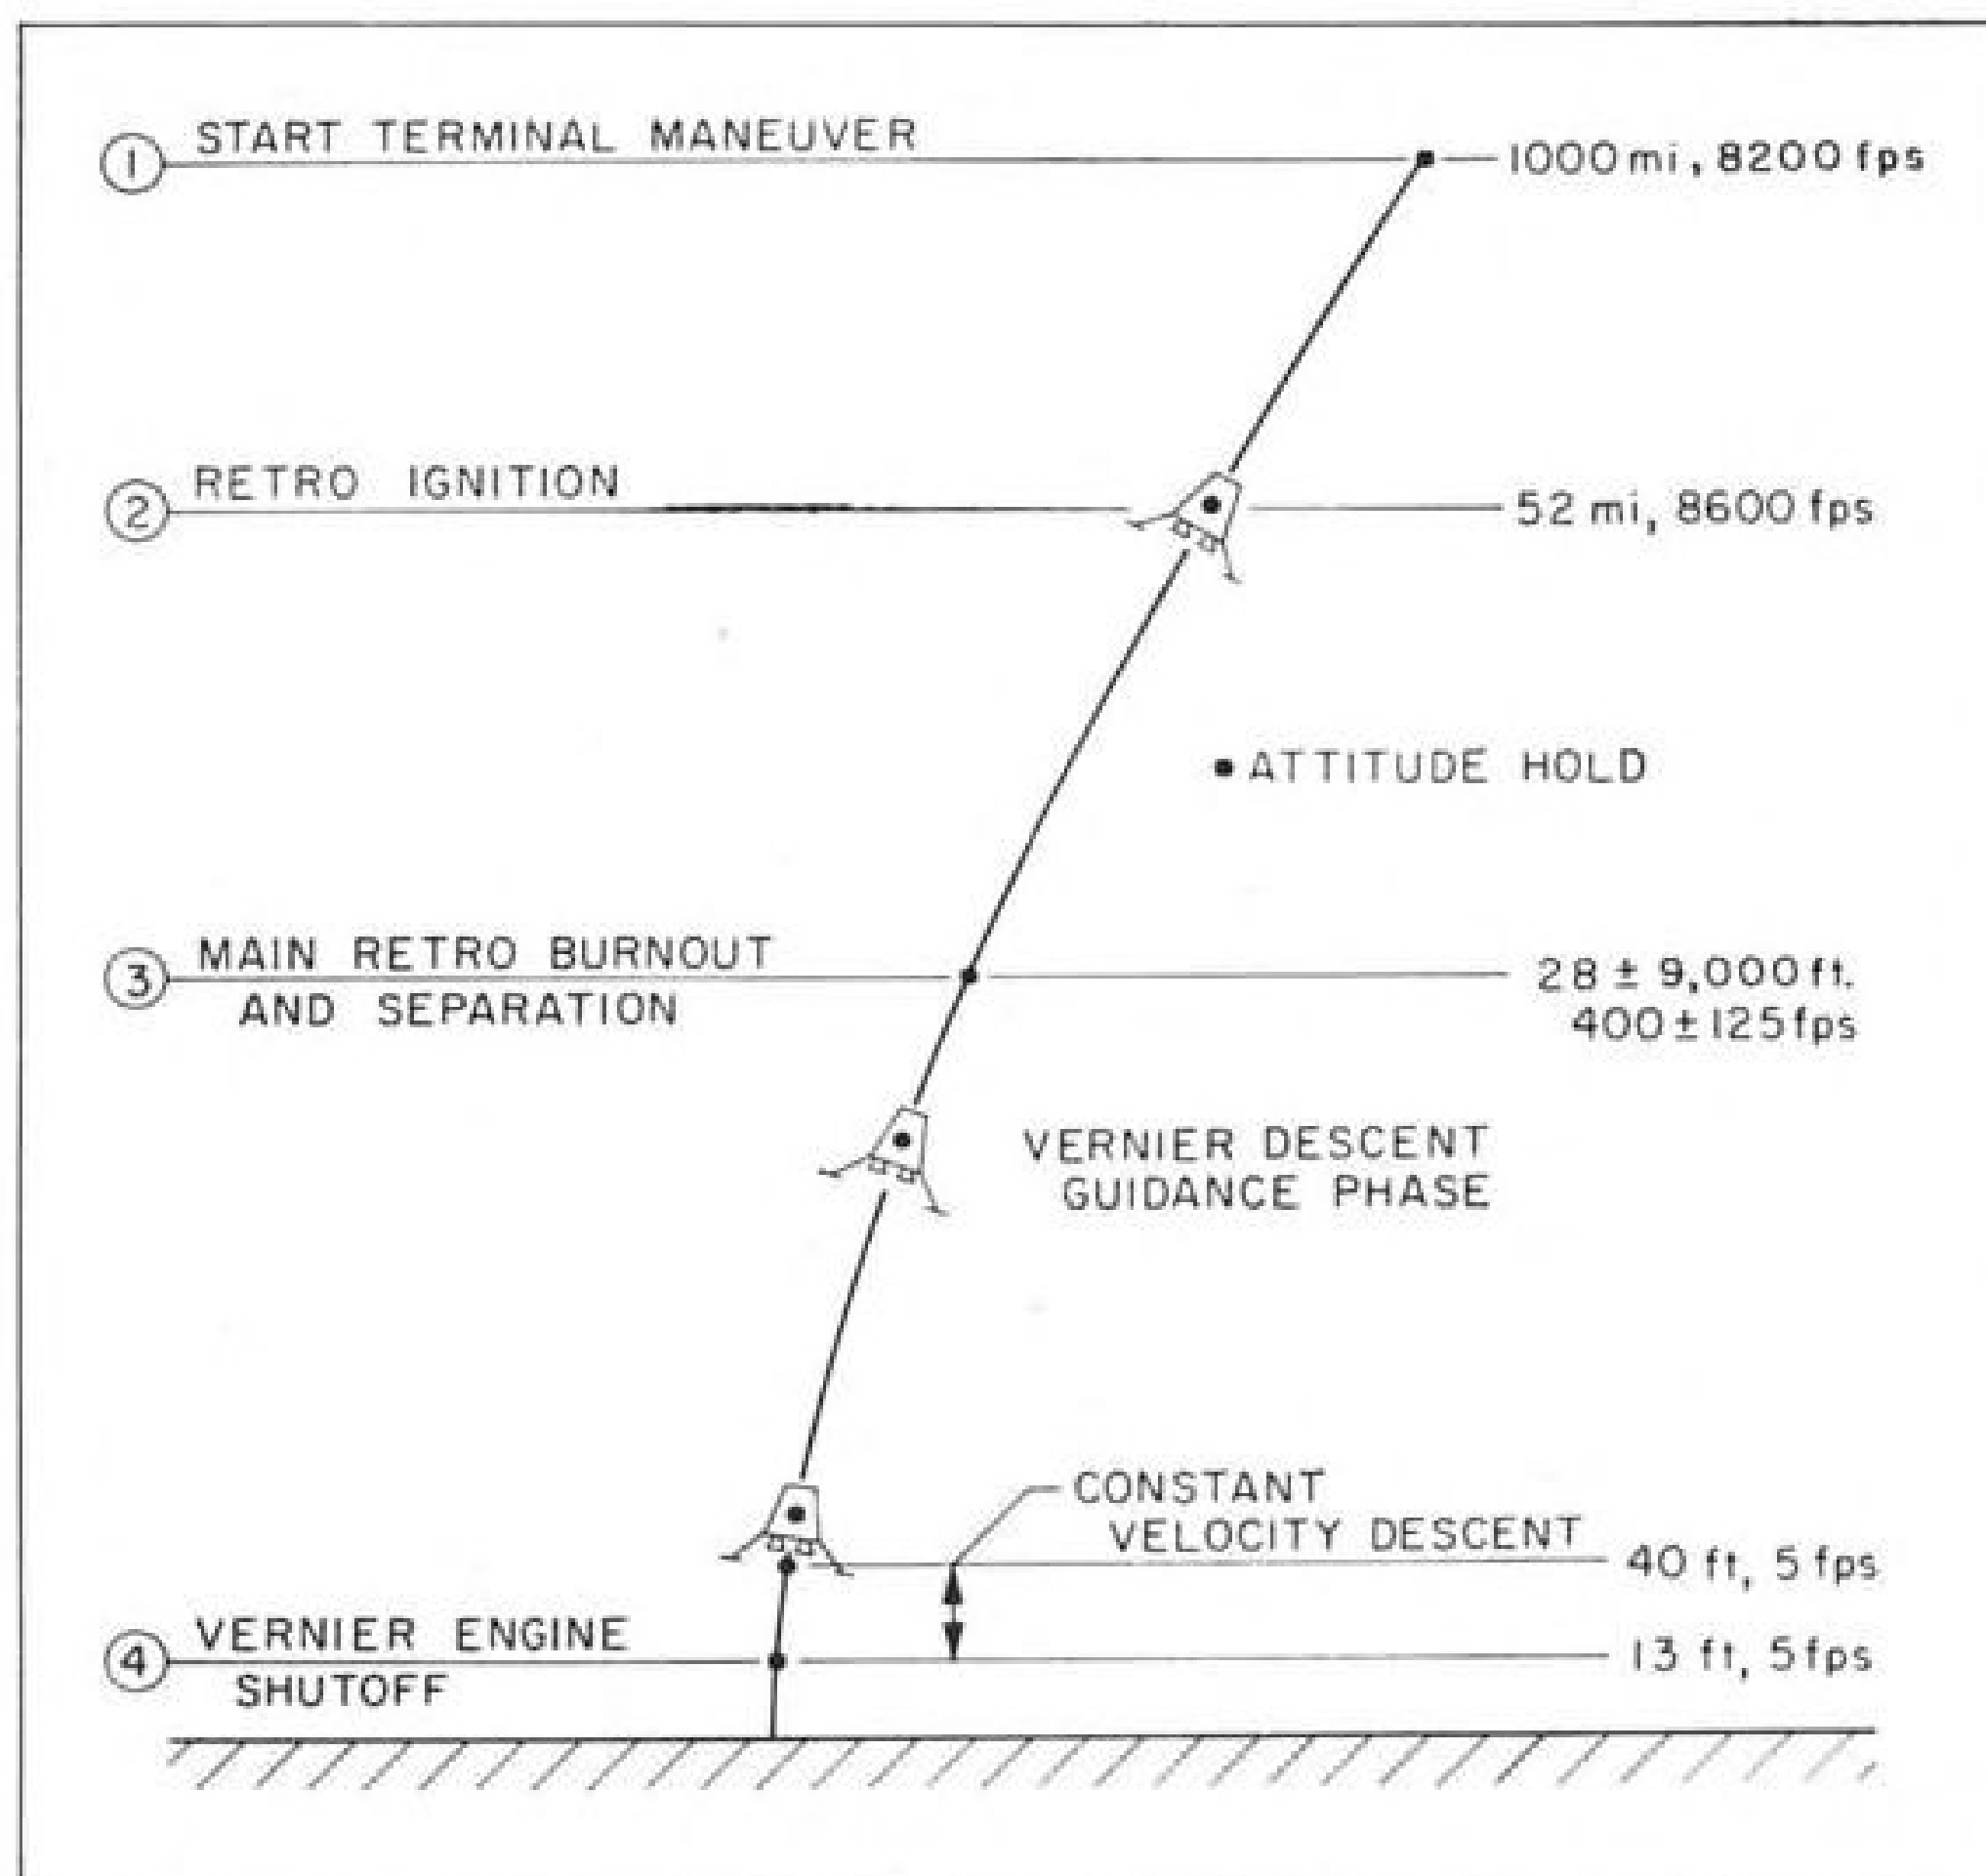 ① START TERMINAL MANEUVER
1000 mi, 8200 fps
② RETRO IGNITION
52 mi, 8600 fps
• ATTITUDE HOLD
③ MAIN RETRO BURNOUT
AND SEPARATION
28 ± 9,000 ft.
400 ± 125 fps
VERNIER DESCENT
GUIDANCE PHASE
CONSTANT
VELOCITY DESCENT
40 ft, 5 fps
④ VERNIER ENGINE
SHUTOFF
13 ft, 5 fps